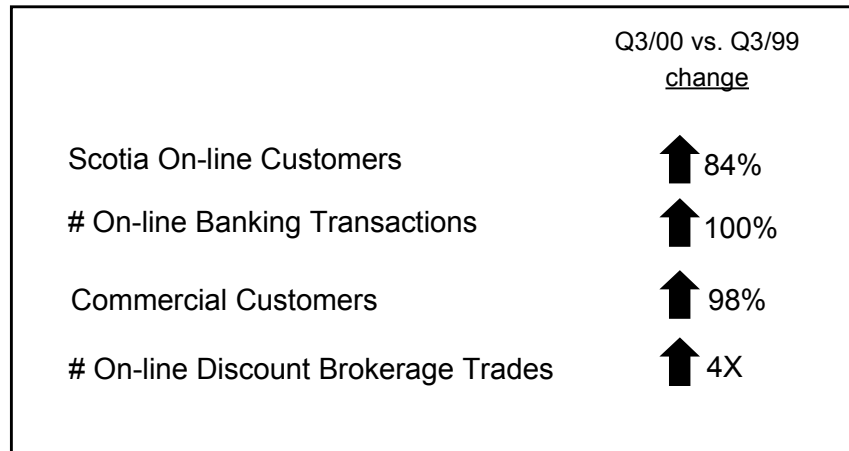 Q3/00 vs. Q3/99
change
Scotia On-line Customers 84%
# On-line Banking Transactions 100%
Commercial Customers 98%
# On-line Discount Brokerage Trades 4X